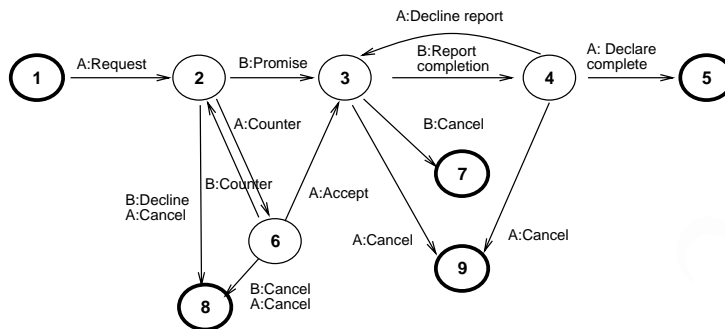 A:Decline report
1
A:Request
2
B:Promise
3
B:Report
completion
4
A: Declare
complete
5
A:Counter
B:Cancel
7
B:Decline
A:Cancel
B:Counter
A:Accept
6
A:Cancel
9
A:Cancel
8
B:Cancel
A:Cancel